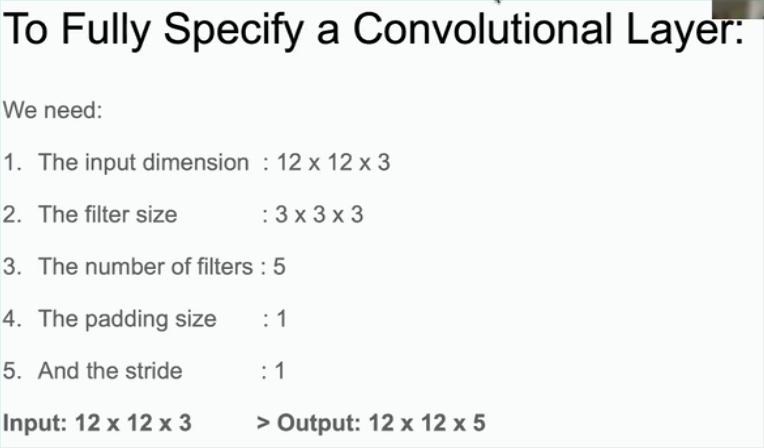 To Fully Specify a Convolutional Layer:
We need:
1. The input dimension : 12 x 12 x 3
2. The filter size : 3 x 3 x 3
3. The number of filters : 5
4. The padding size : 1
5. And the stride : 1
Input: 12 x 12 x 3 > Output: 12 x 12 x 5